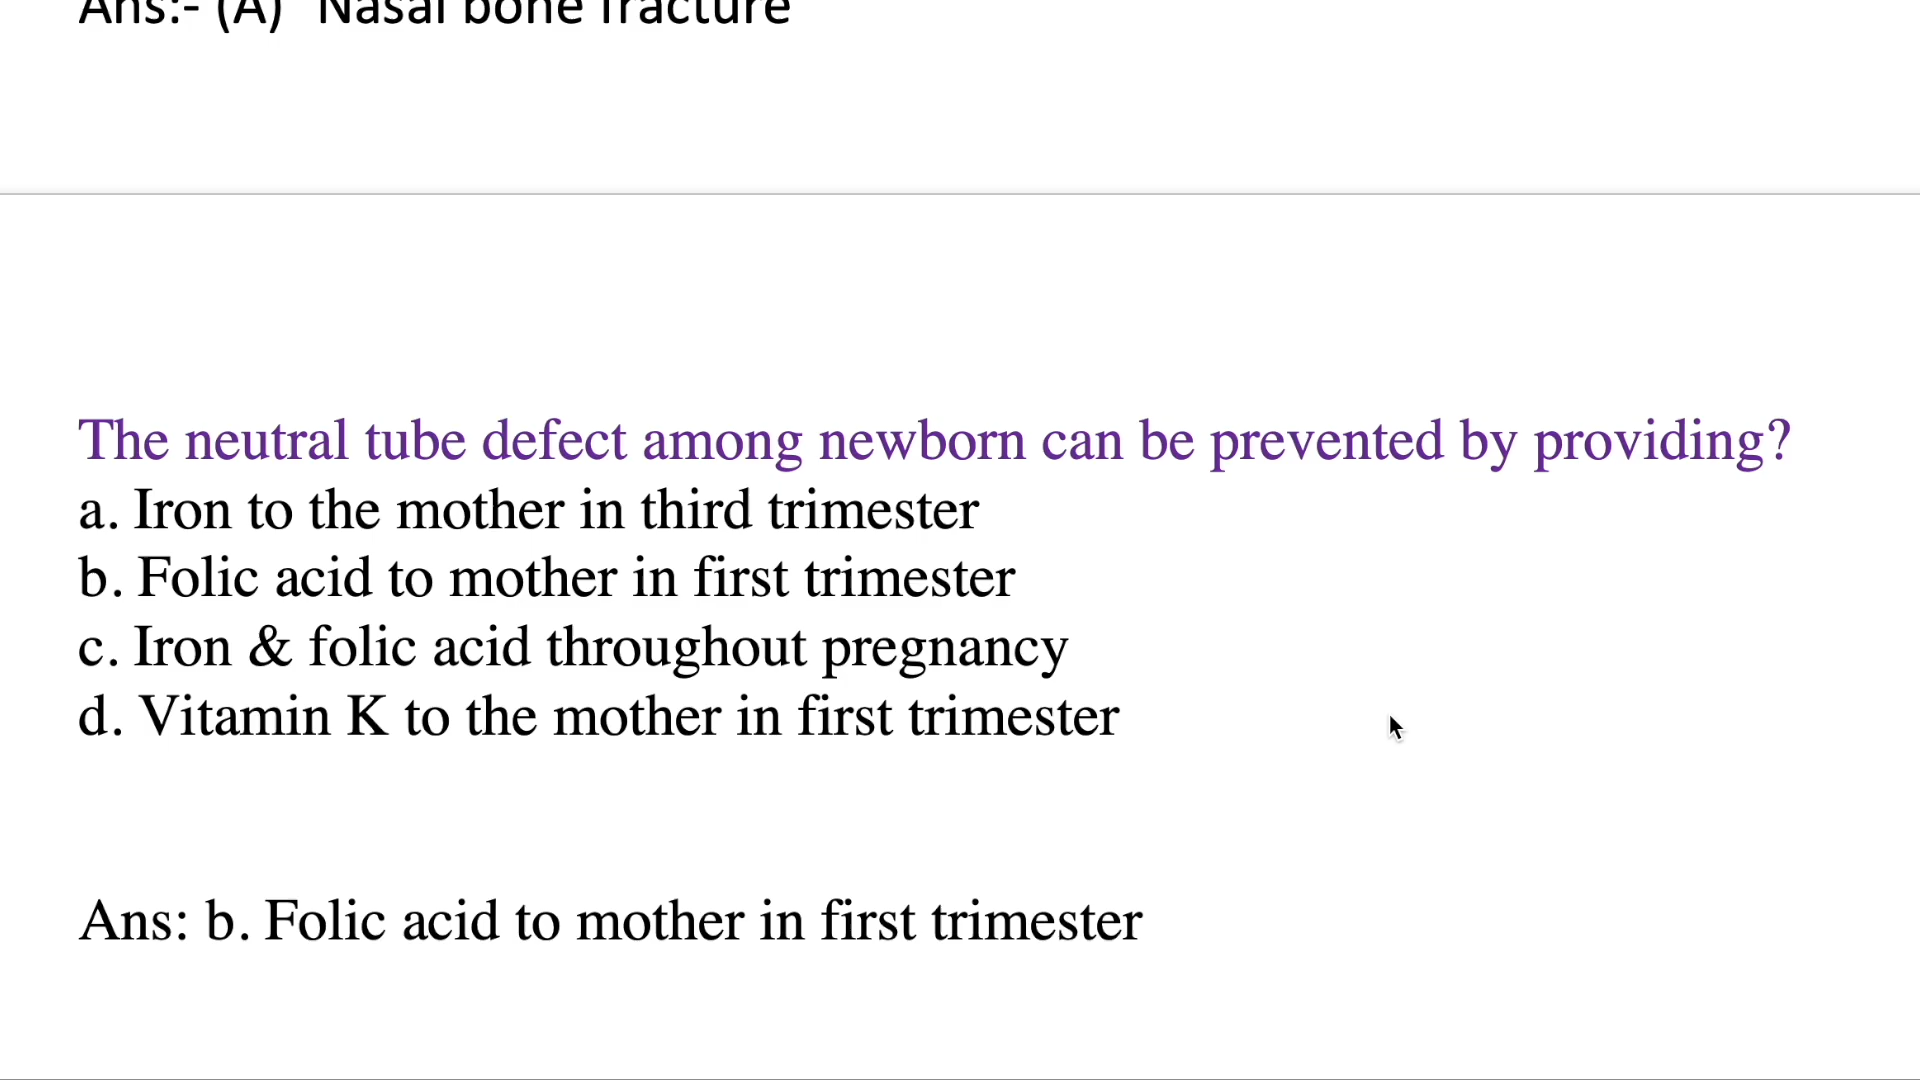 Ans:- (A) Nasal bone fracture
The neutral tube defect among newborn can be prevented by providing?
a. Iron to the mother in third trimester
b. Folic acid to mother in first trimester
c. Iron & folic acid throughout pregnancy
d. Vitamin K to the mother in first trimester
Ans: b. Folic acid to mother in first trimester